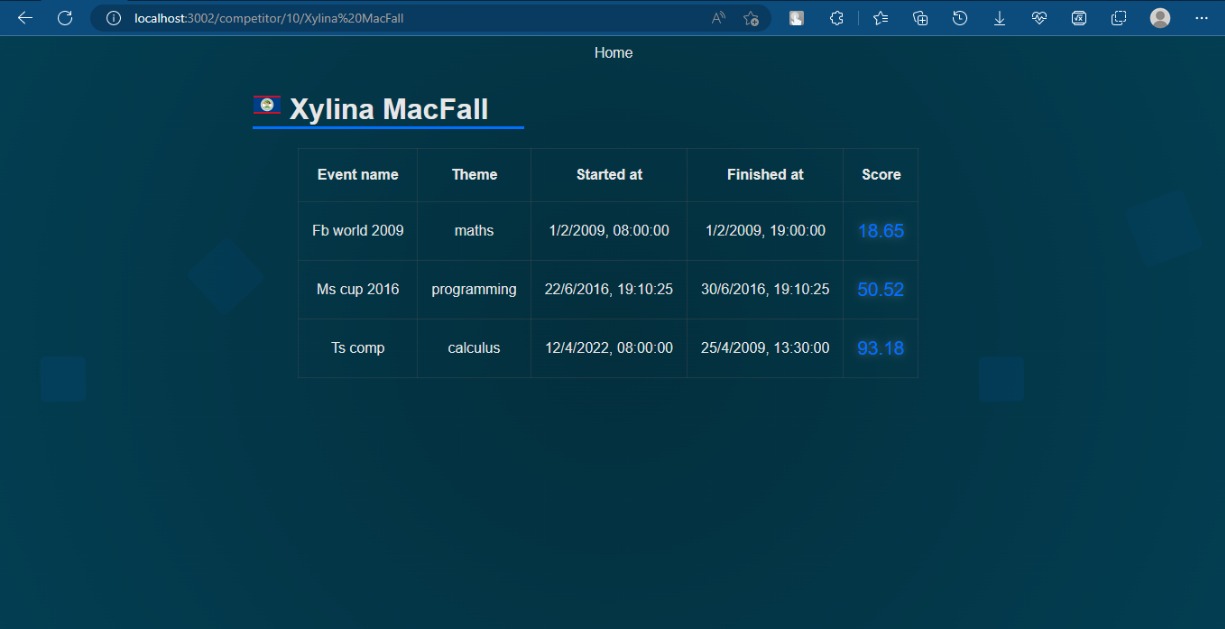 localhost:3002/competitor/10/Xylina%20MacFall
Home
Xylina MacFall
Event name Theme Started at Finished at Score
Fb world 2009 maths 1/2/2009, 08:00:00 1/2/2009, 19:00:00 18.65
Ms cup 2016 programming 22/6/2016, 19:10:25 30/6/2016, 19:10:25 50.52
Ts comp calculus 12/4/2022, 08:00:00 25/4/2009, 13:30:00 93.18